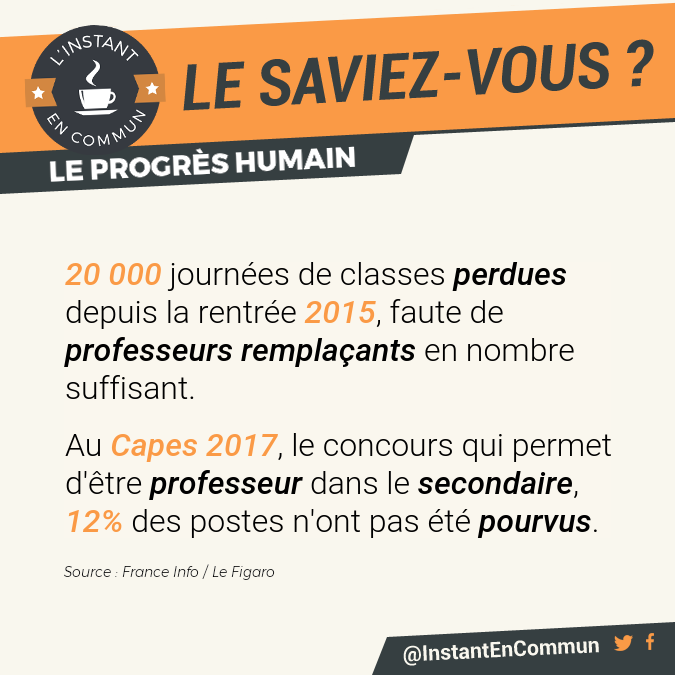 L'INSTANT
EN COMMUN
LE SAVIEZ-VOUS ?
LE PROGRÈS HUMAIN
20 000 journées de classes perdues
depuis la rentrée 2015, faute de
professeurs remplaçants en nombre
suffisant.
Au Capes 2017, le concours qui permet
d'être professeur dans le secondaire,
12% des postes n'ont pas été pourvus.
Source : France Info / Le Figaro
@InstantEnCommun